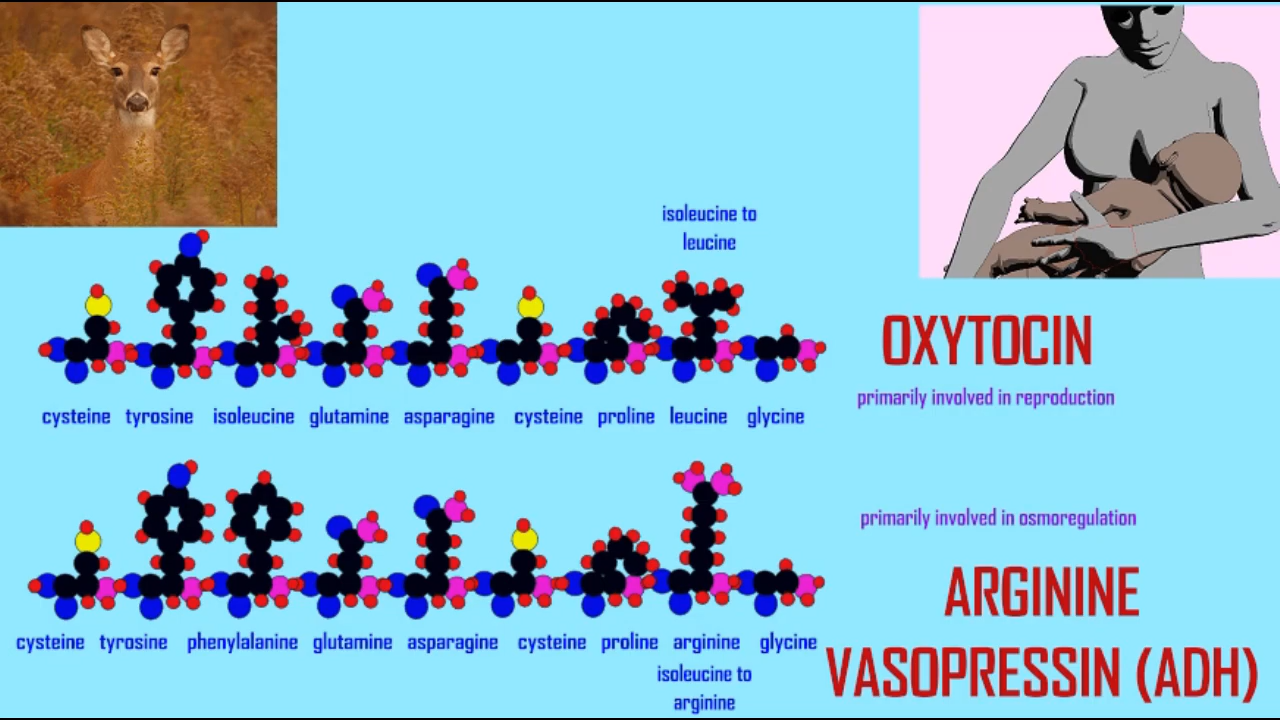 isoleucine to
leucine
OXYTOCIN
primarily involved in reproduction
cysteine tyrosine isoleucine glutamine asparagine cysteine proline leucine glycine
primarily involved in osmoregulation
ARGININE
VASOPRESSIN (ADH)
cysteine tyrosine phenylalanine glutamine asparagine cysteine proline arginine glycine
isoleucine to
arginine